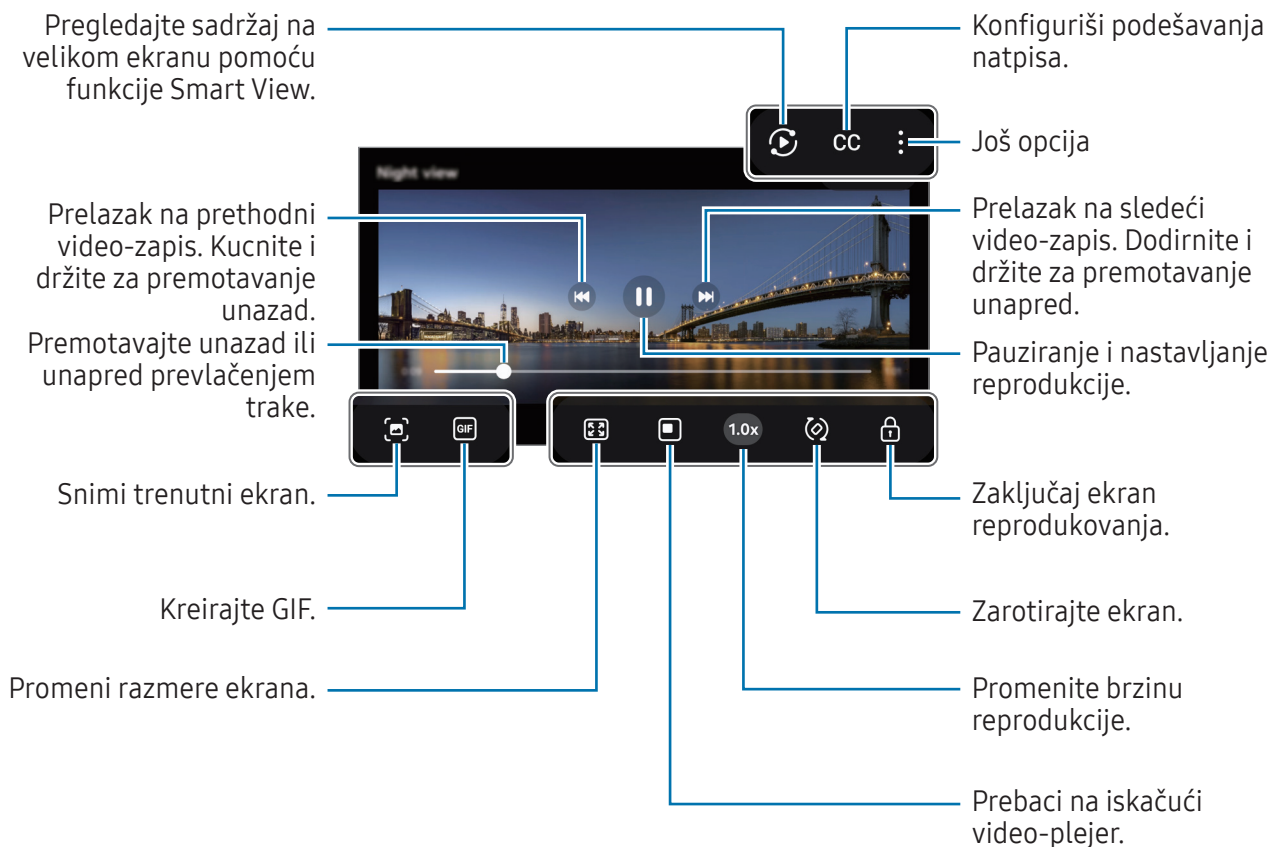 Pregledajte sadržaj na
velikom ekranu pomoću
funkcije Smart View.
Konfiguriši podešavanja
natpisa.
CC
Još opcija
Night view
Prelazak na prethodni
video-zapis. Kucnite i
držite za premotavanje
unazad.
Prelazak na sledeći
video-zapis. Dodirnite i
držite za premotavanje
unapred.
Premotavajte unazad ili
unapred prevlačenjem
trake.
Pauziranje i nastavljanje
reprodukcije.
GIF
1.0x
Snimi trenutni ekran.
Zaključaj ekran
reprodukovanja.
Kreirajte GIF.
Zarotirajte ekran.
Promeni razmere ekrana.
Promenite brzinu
reprodukcije.
Prebaci na iskačući
video-plejer.